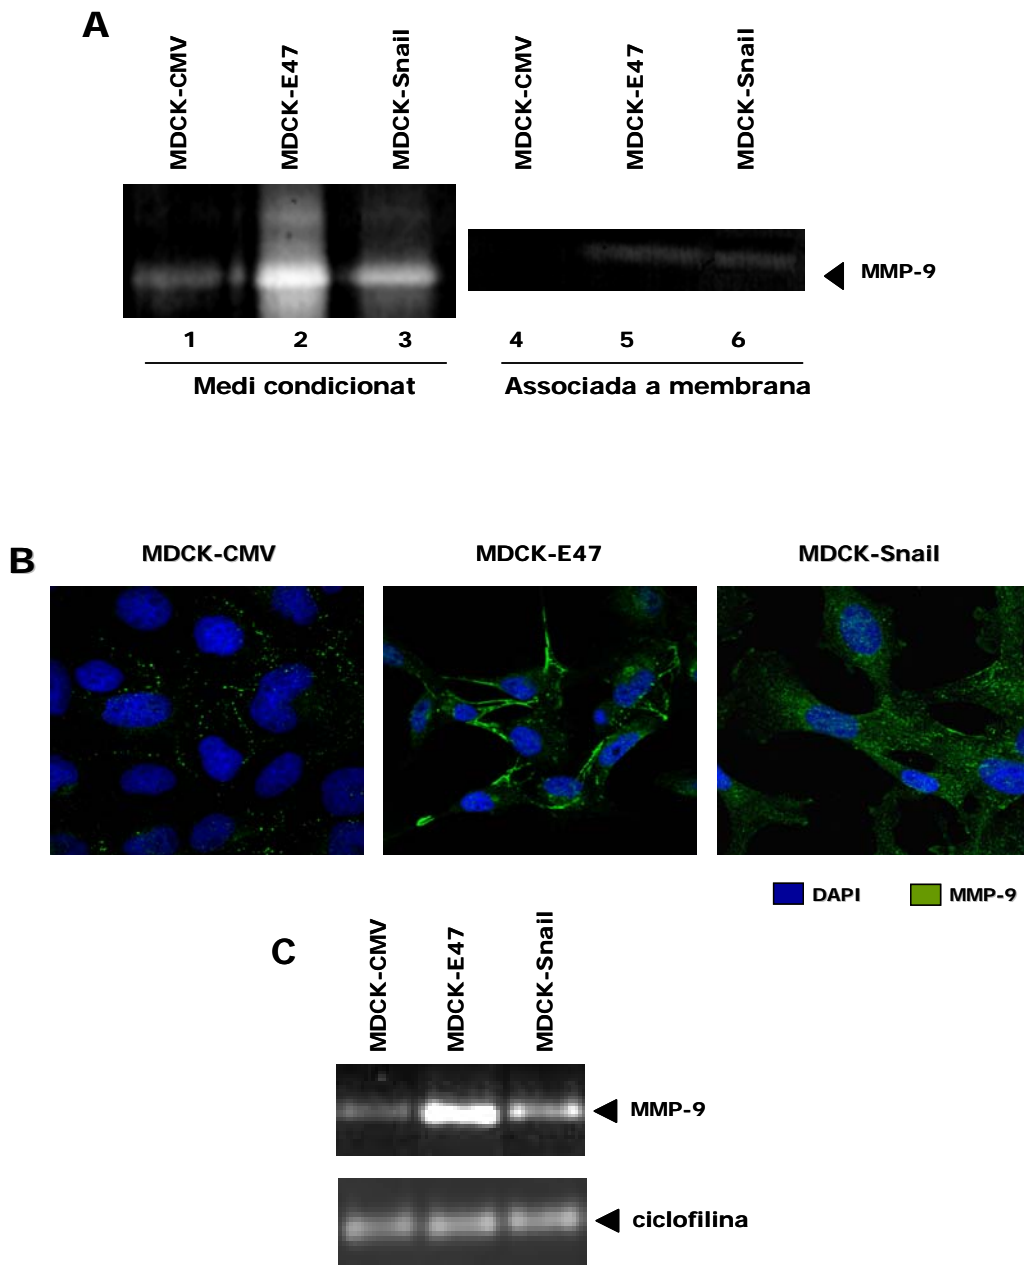 A
MDCK-CMV
MDCK-E47
MDCK-Snail
MDCK-CMV
MDCK-E47
MDCK-Snail
MMP-9
1 2 3 4 5 6
Medi condicionat
Associada a membrana
B
MDCK-CMV
MDCK-E47
MDCK-Snail
DAPI
MMP-9
C
MDCK-CMV
MDCK-E47
MDCK-Snail
MMP-9
ciclofilina